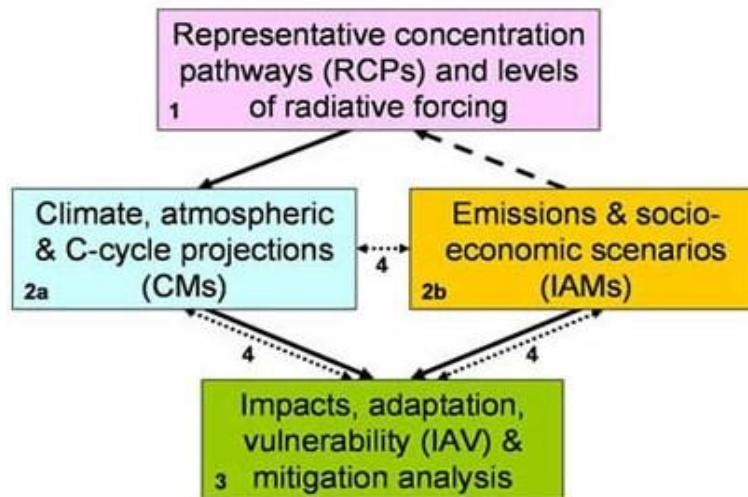 Representative concentration
pathways (RCPs) and levels
of radiative forcing
1
Climate, atmospheric
& C-cycle projections
(CMs)
2a
4
Emissions & socio-
economic scenarios
(IAMs)
2b
4
4
Impacts, adaptation,
vulnerability (IAV) &
mitigation analysis
3